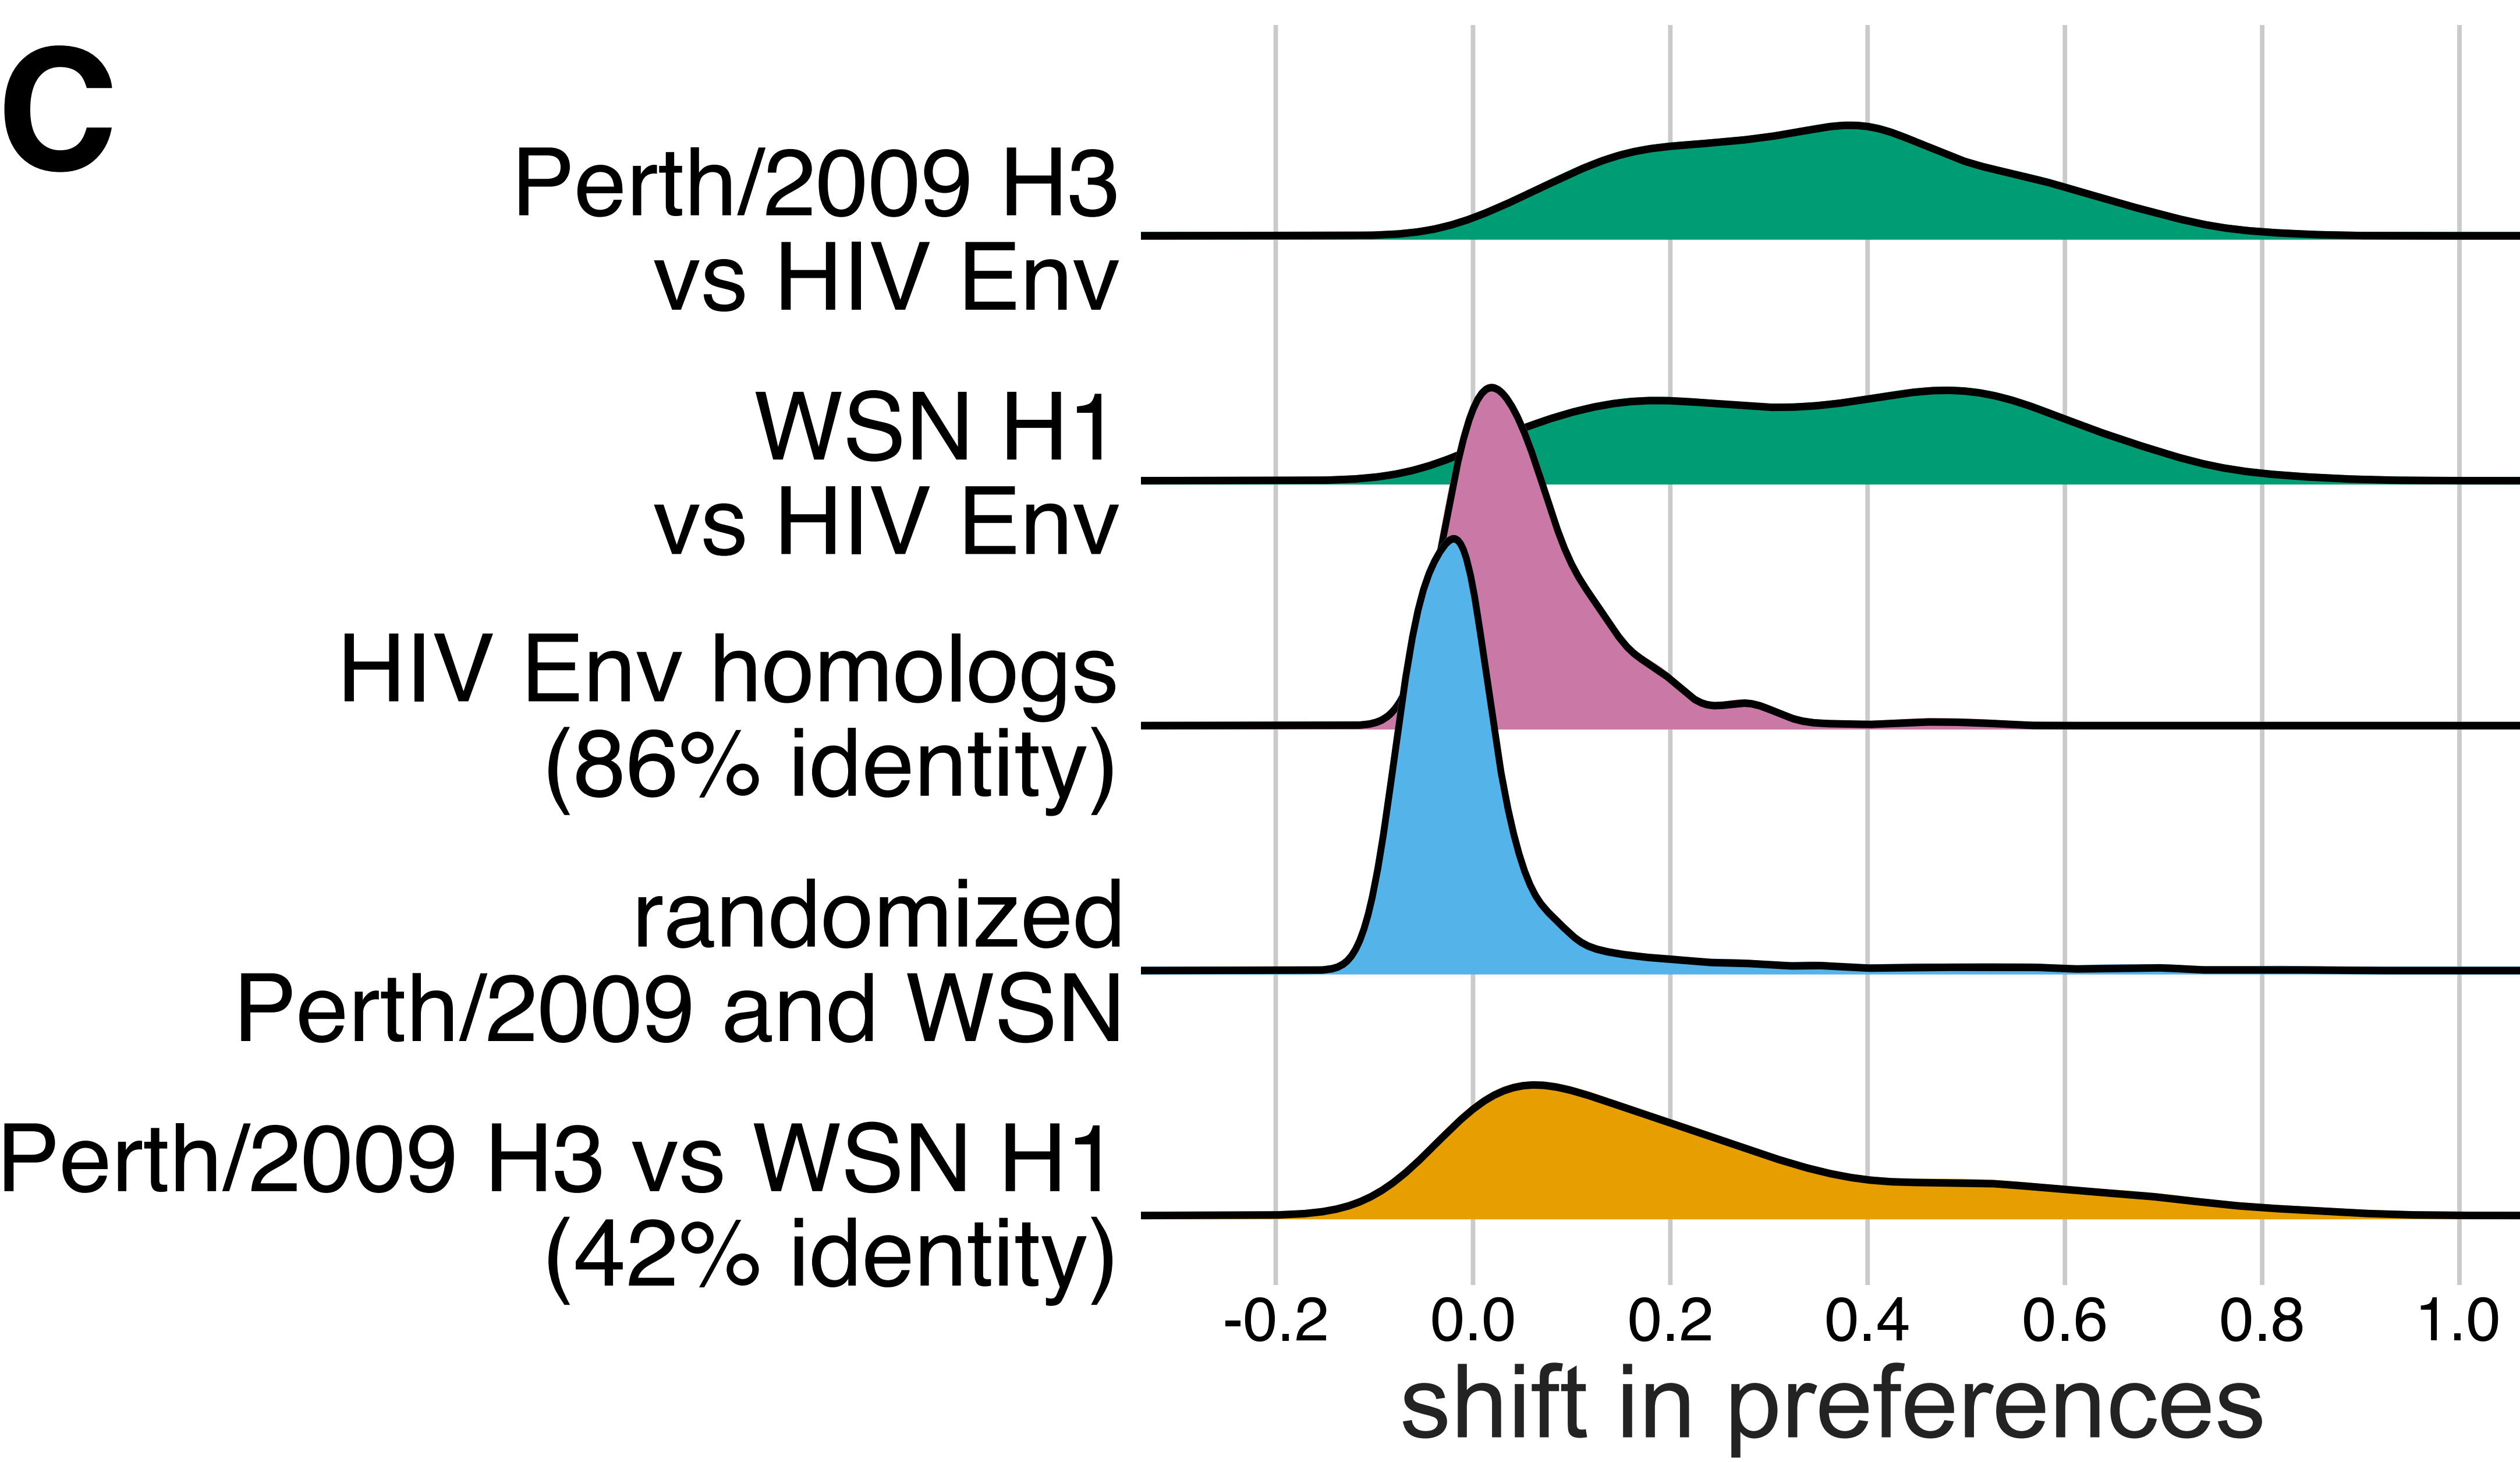 C
Perth/2009 H3
vs HIV Env
WSN H1
vs HIV Env
HIV Env homologs
(86% identity)
randomized
Perth/2009 and WSN
Perth/2009 H3 vs WSN H1
(42% identity)
-0.2 0.0 0.2 0.4 0.6 0.8 1.0
shift in preferences